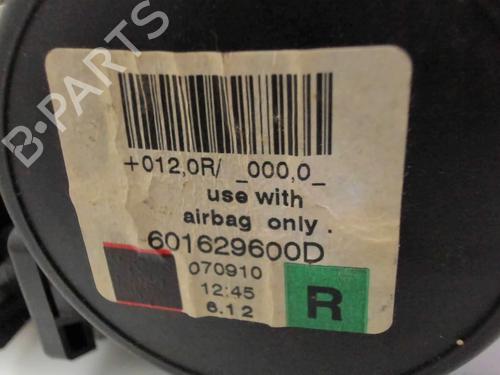 B-PARTS
+012,0R/ _000,0_
use with
airbag only.
601629600D
070910
12:45
6.12
R